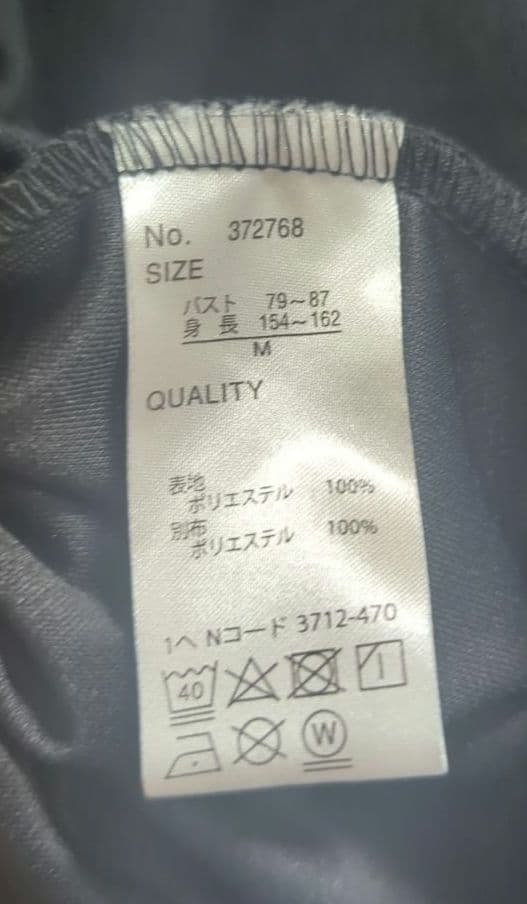 No. 372768
SIZE
バスト 79~87
身長 154~162
M
QUALITY
表地
ポリエステル 100%
別布
ポリエステル 100%
1へ Nコード 3712-470
40
W